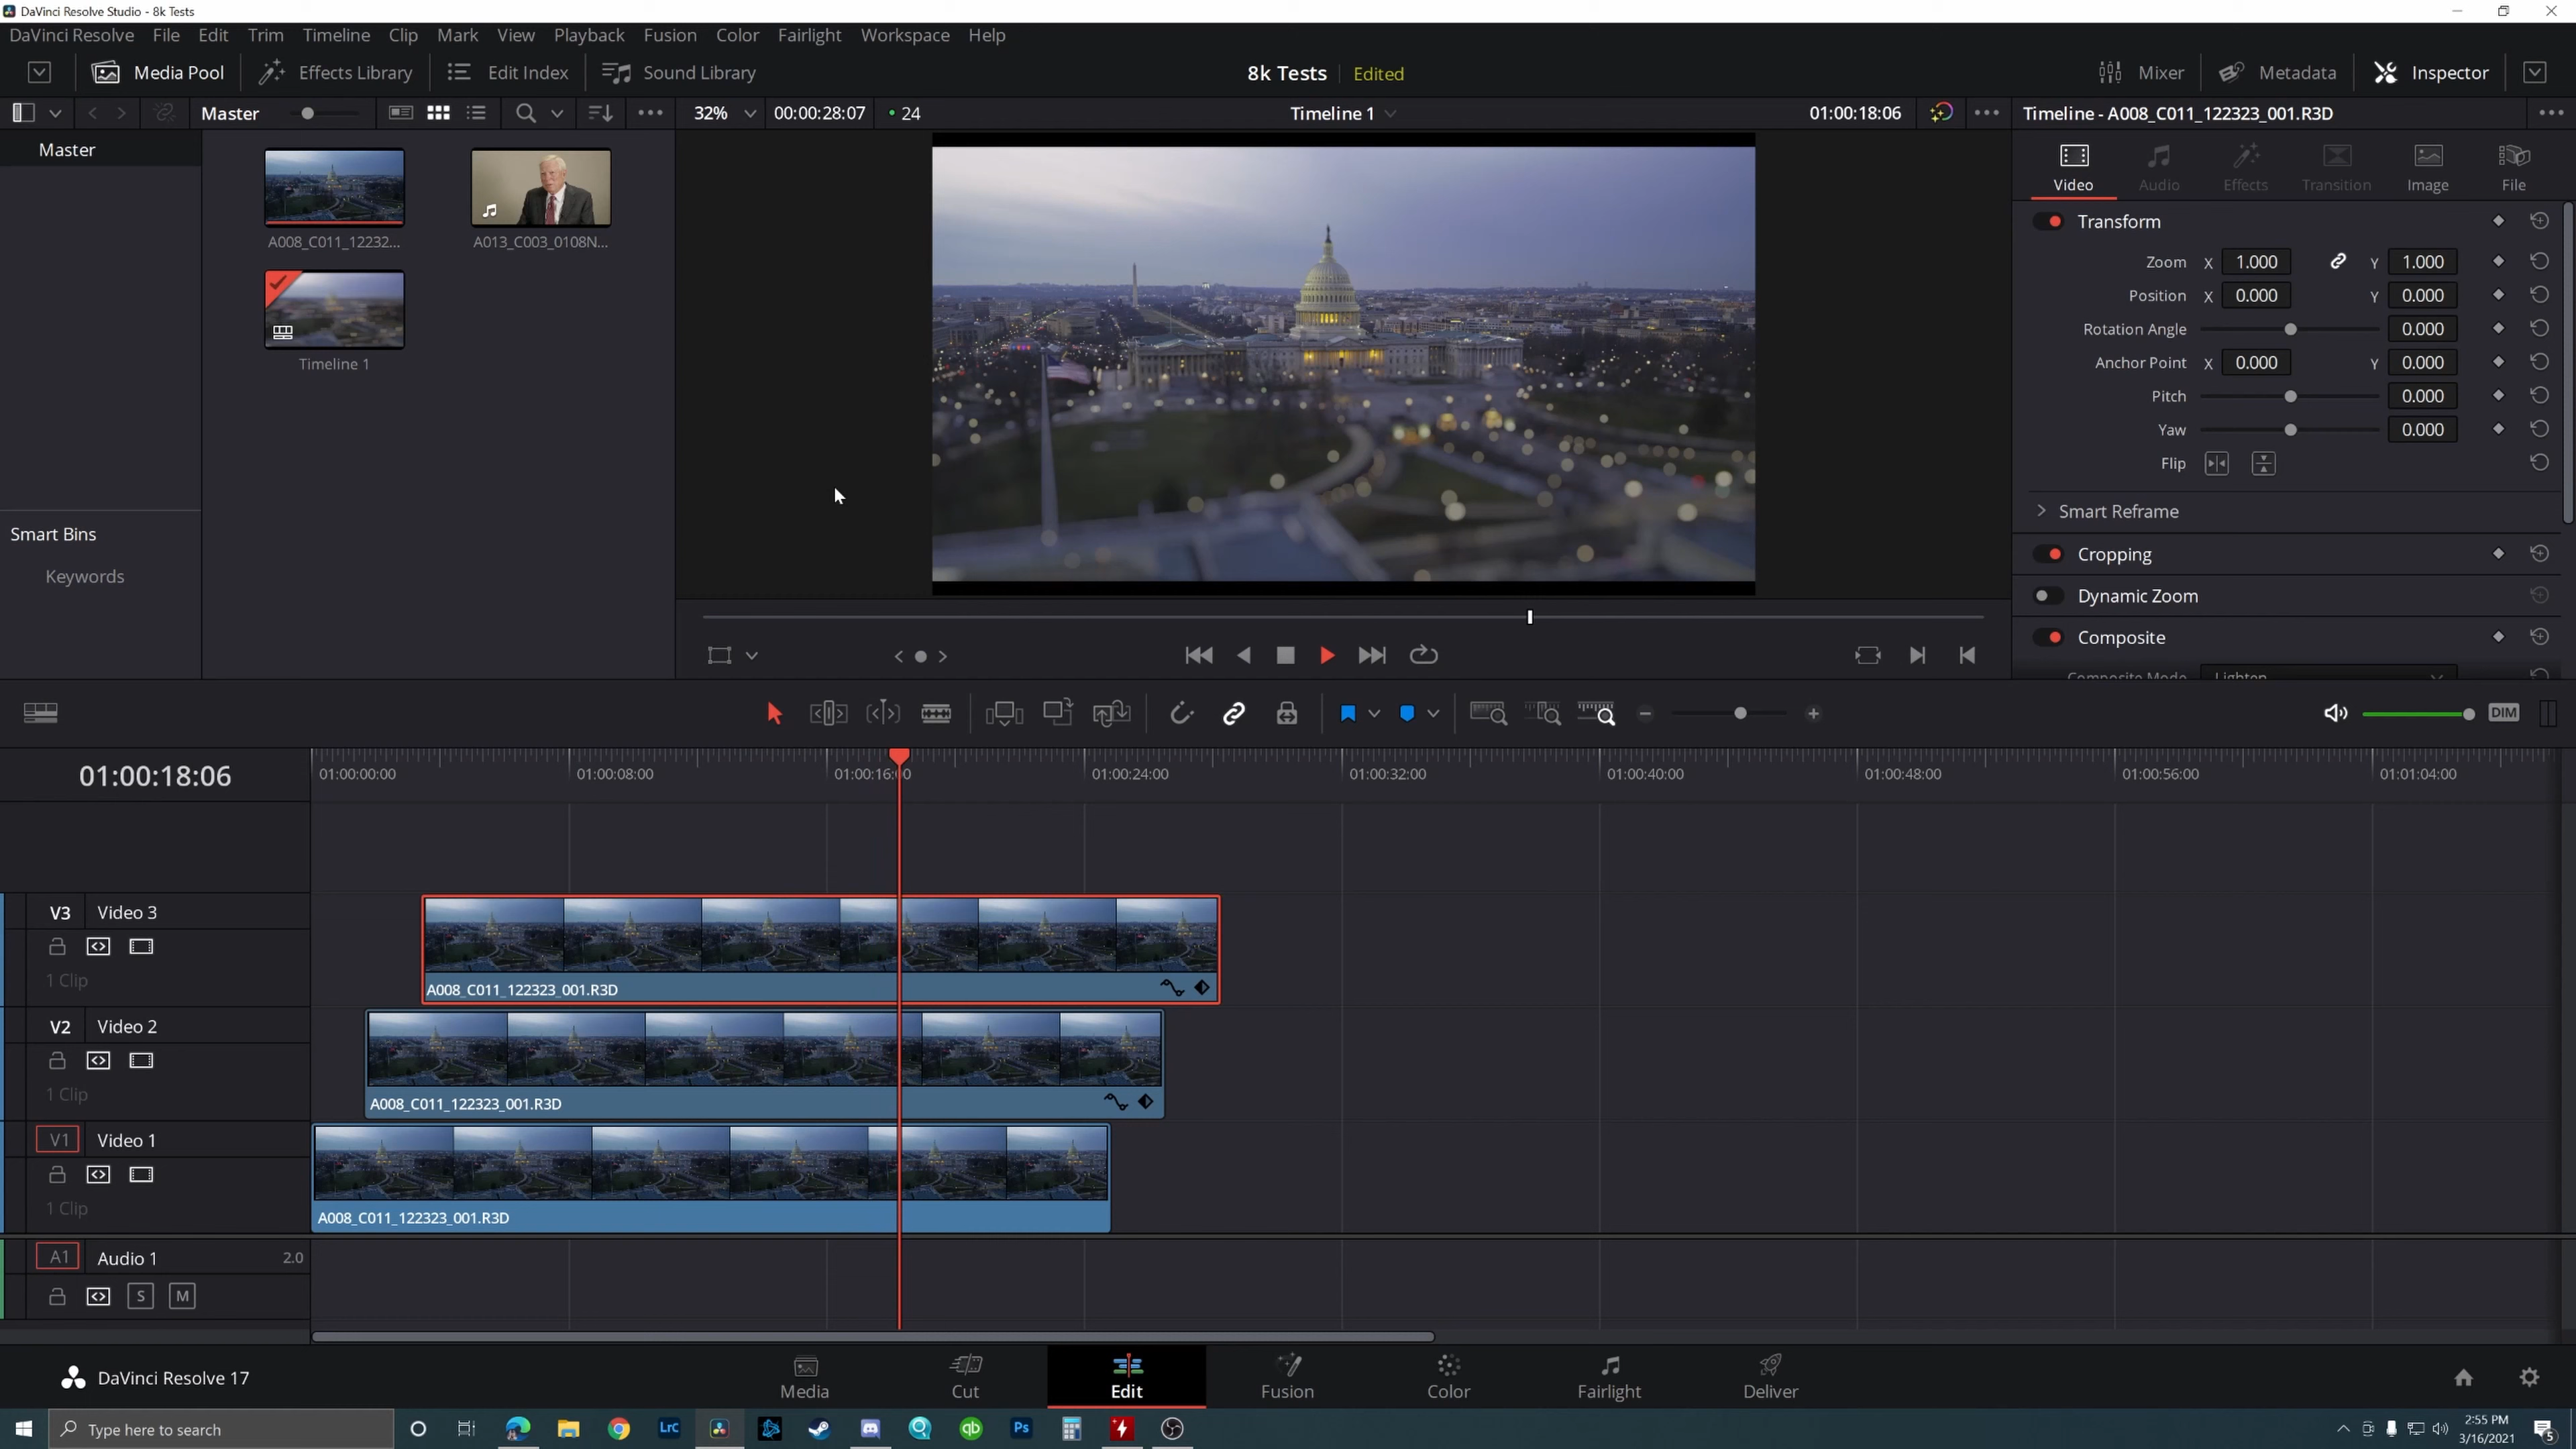 DaVinci Resolve Studio - 8k Tests
DaVinci Resolve File Edit Trim Timeline Clip Mark View Playback Fusion Color Fairlight Workspace Help
Media Pool Effects Library Edit Index Sound Library 8k Tests Edited Mixer Metadata Inspector
Master 32% 00:00:28:07 24 Timeline 1 01:00:18:06 Timeline - A008_C011_122323_001.R3D
Master
A008_C011_12232...
A013_C003_0108N...
Timeline 1
Smart Bins
Keywords
Video Audio Effects Transition Image File
Transform
Zoom X 1.000 Y 1.000
Position X 0.000 Y 0.000
Rotation Angle 0.000
Anchor Point X 0.000 Y 0.000
Pitch 0.000
Yaw 0.000
Flip
Smart Reframe
Cropping
Dynamic Zoom
Composite
Composite Mode Lighten
DIM
01:00:18:06
01:00:00:00 01:00:08:00 01:00:16:00 01:00:24:00 01:00:32:00 01:00:40:00 01:00:48:00 01:00:56:00 01:01:04:00
V3 Video 3
1 Clip
A008_C011_122323_001.R3D
V2 Video 2
1 Clip
A008_C011_122323_001.R3D
V1 Video 1
1 Clip
A008_C011_122323_001.R3D
A1 Audio 1 2.0
S M
DaVinci Resolve 17
Media Cut Edit Fusion Color Fairlight Deliver
Type here to search
LrC
qb
Ps
2:55 PM
3/16/2021
5